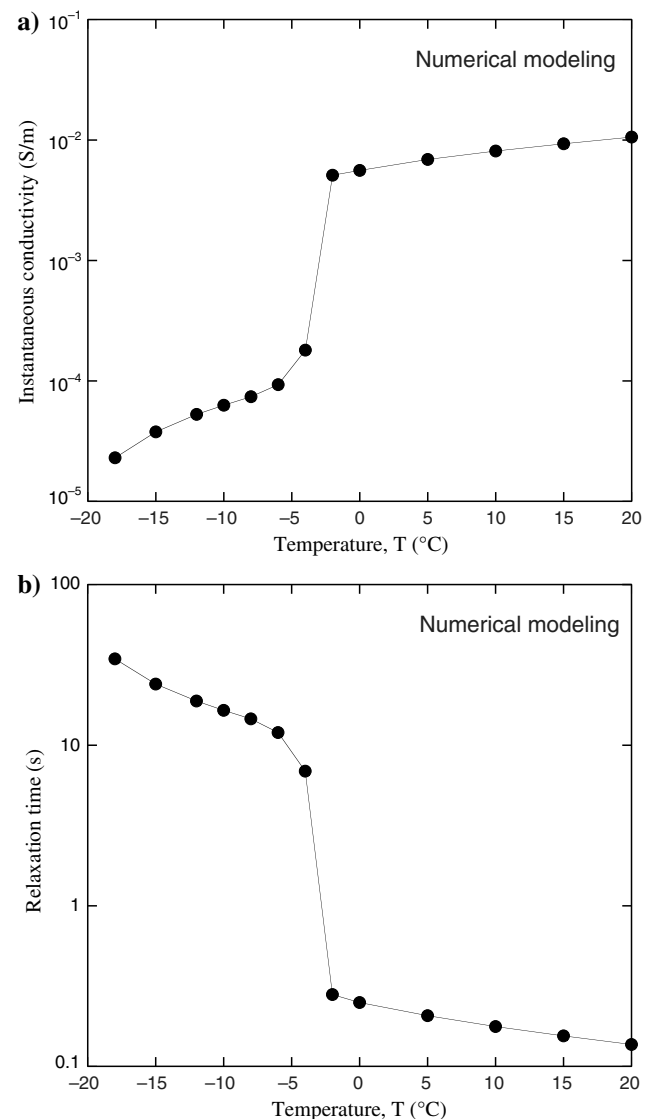 a)
10⁻¹
Numerical modeling
10⁻²
10⁻³
10⁻⁴
10⁻⁵
Instantaneous conductivity (S/m)
–20 –15 –10 –5 0 5 10 15 20
Temperature, T (°C)
b)
100
Numerical modeling
10
1
0.1
Relaxation time (s)
–20 –15 –10 –5 0 5 10 15 20
Temperature, T (°C)